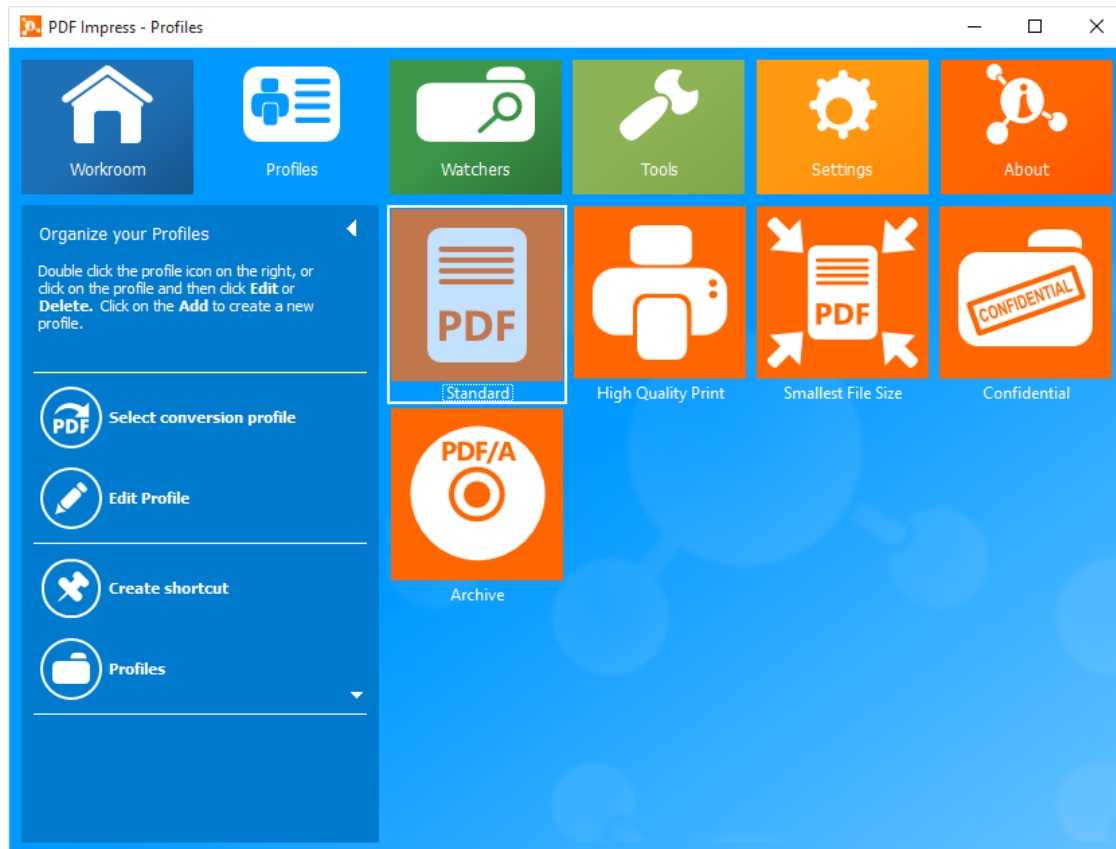 PDF Impress - Profiles
Workroom
Profiles
Watchers
Tools
Settings
About
Organize your Profiles
Double click the profile icon on the right, or
click on the profile and then click Edit or
Delete. Click on the Add to create a new
profile.
PDF
Select conversion profile
Edit Profile
Create shortcut
Profiles
PDF
Standard
High Quality Print
PDF
Smallest File Size
CONFIDENTIAL
Confidential
PDF/A
Archive